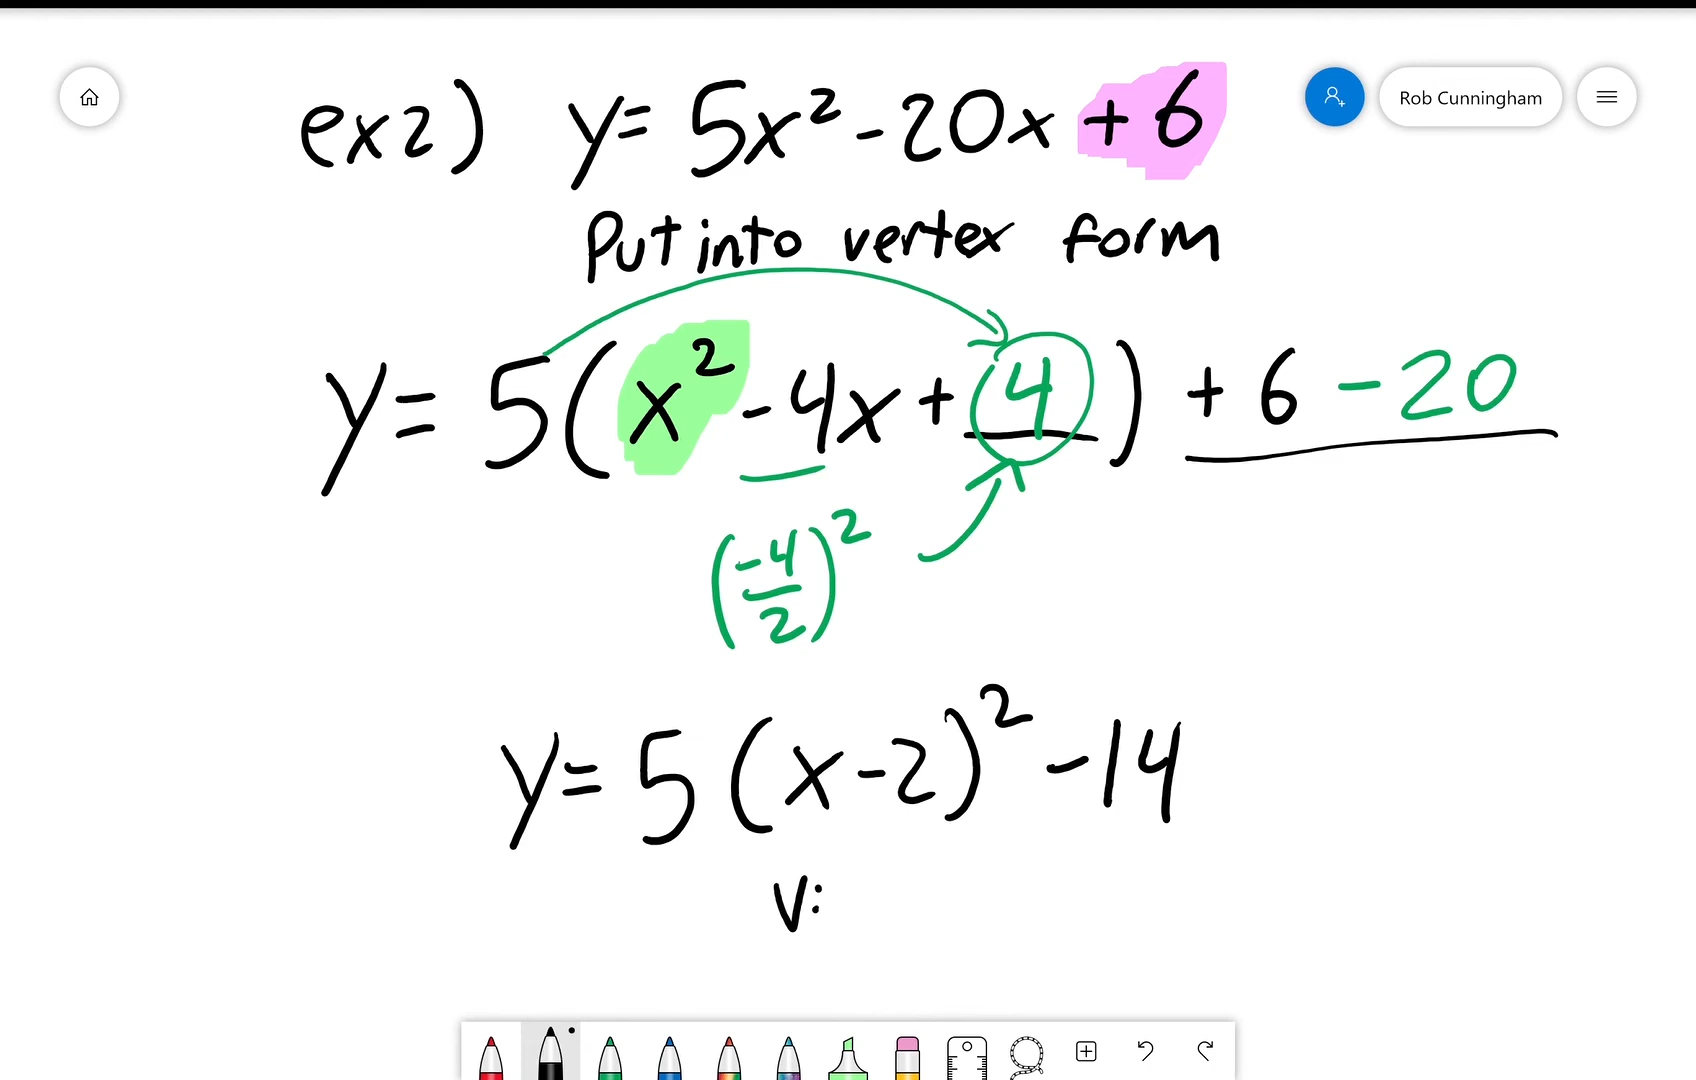 ex2) y= 5x² -20x +6
Rob Cunningham
Put into vertex form
y= 5(x² -4x + 4) + 6 - 20
(-4/2)²
y= 5(x-2)² -14
V: